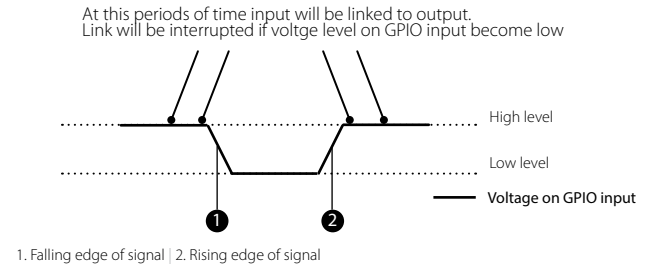 At this periods of time input will be linked to output.
Link will be interrupted if voltge level on GPIO input become low
High level
Low level
Voltage on GPIO input
1 2
1. Falling edge of signal | 2. Rising edge of signal